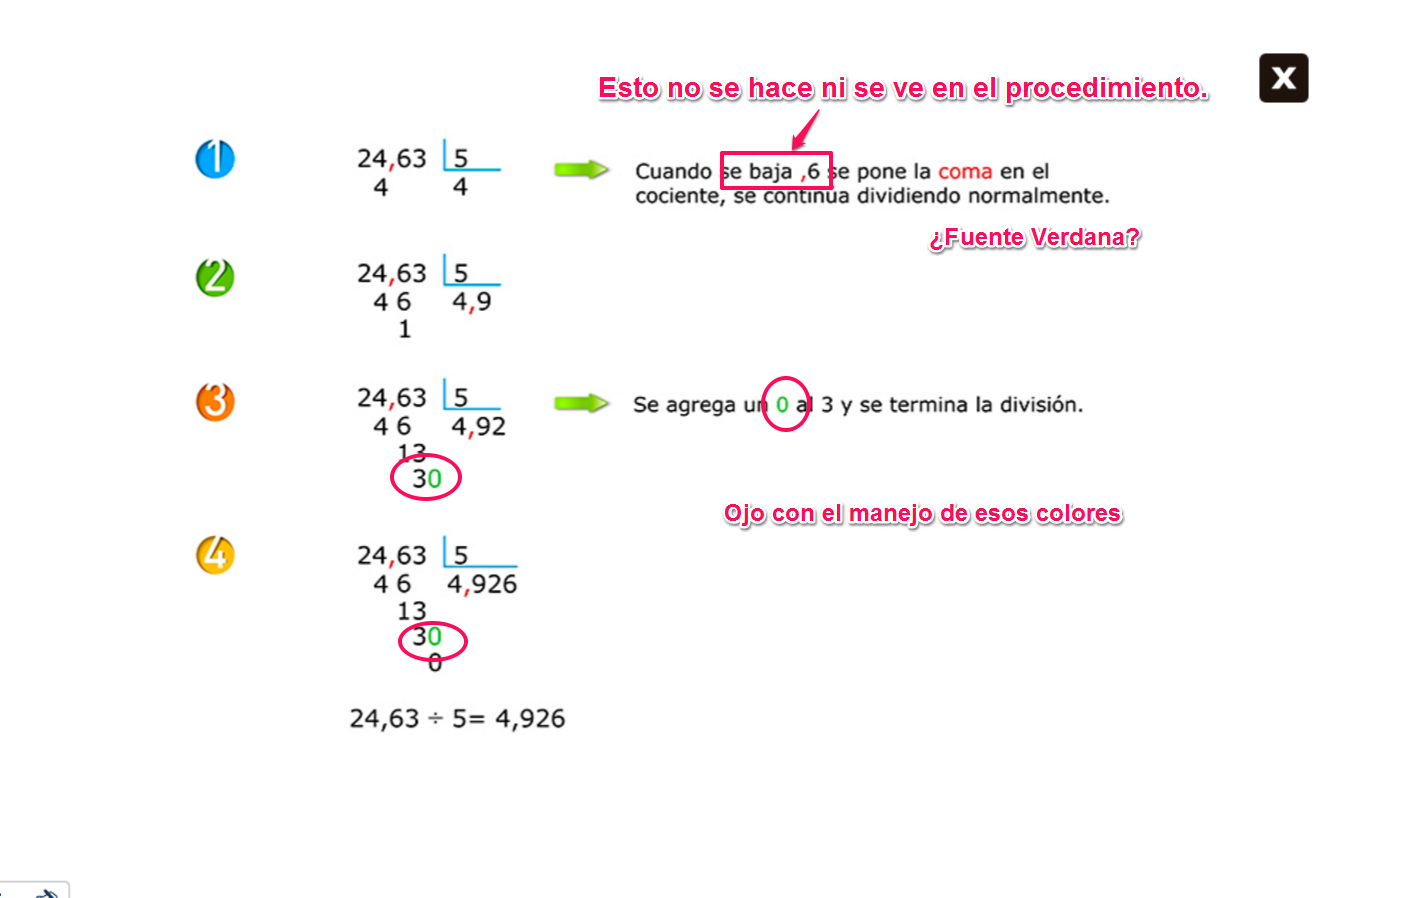 Esto no se hace ni se ve en el procedimiento.
X
1
24,63 5
4 4
Cuando se baja ,6 se pone la coma en el
cociente, se continúa dividiendo normalmente.
¿Fuente Verdana?
2
24,63 5
4 6 4,9
1
3
24,63 5
4 6 4,92
13
30
Se agrega un 0 al 3 y se termina la división.
Ojo con el manejo de esos colores
4
24,63 5
4 6 4,926
13
30
0
24,63 ÷ 5= 4,926